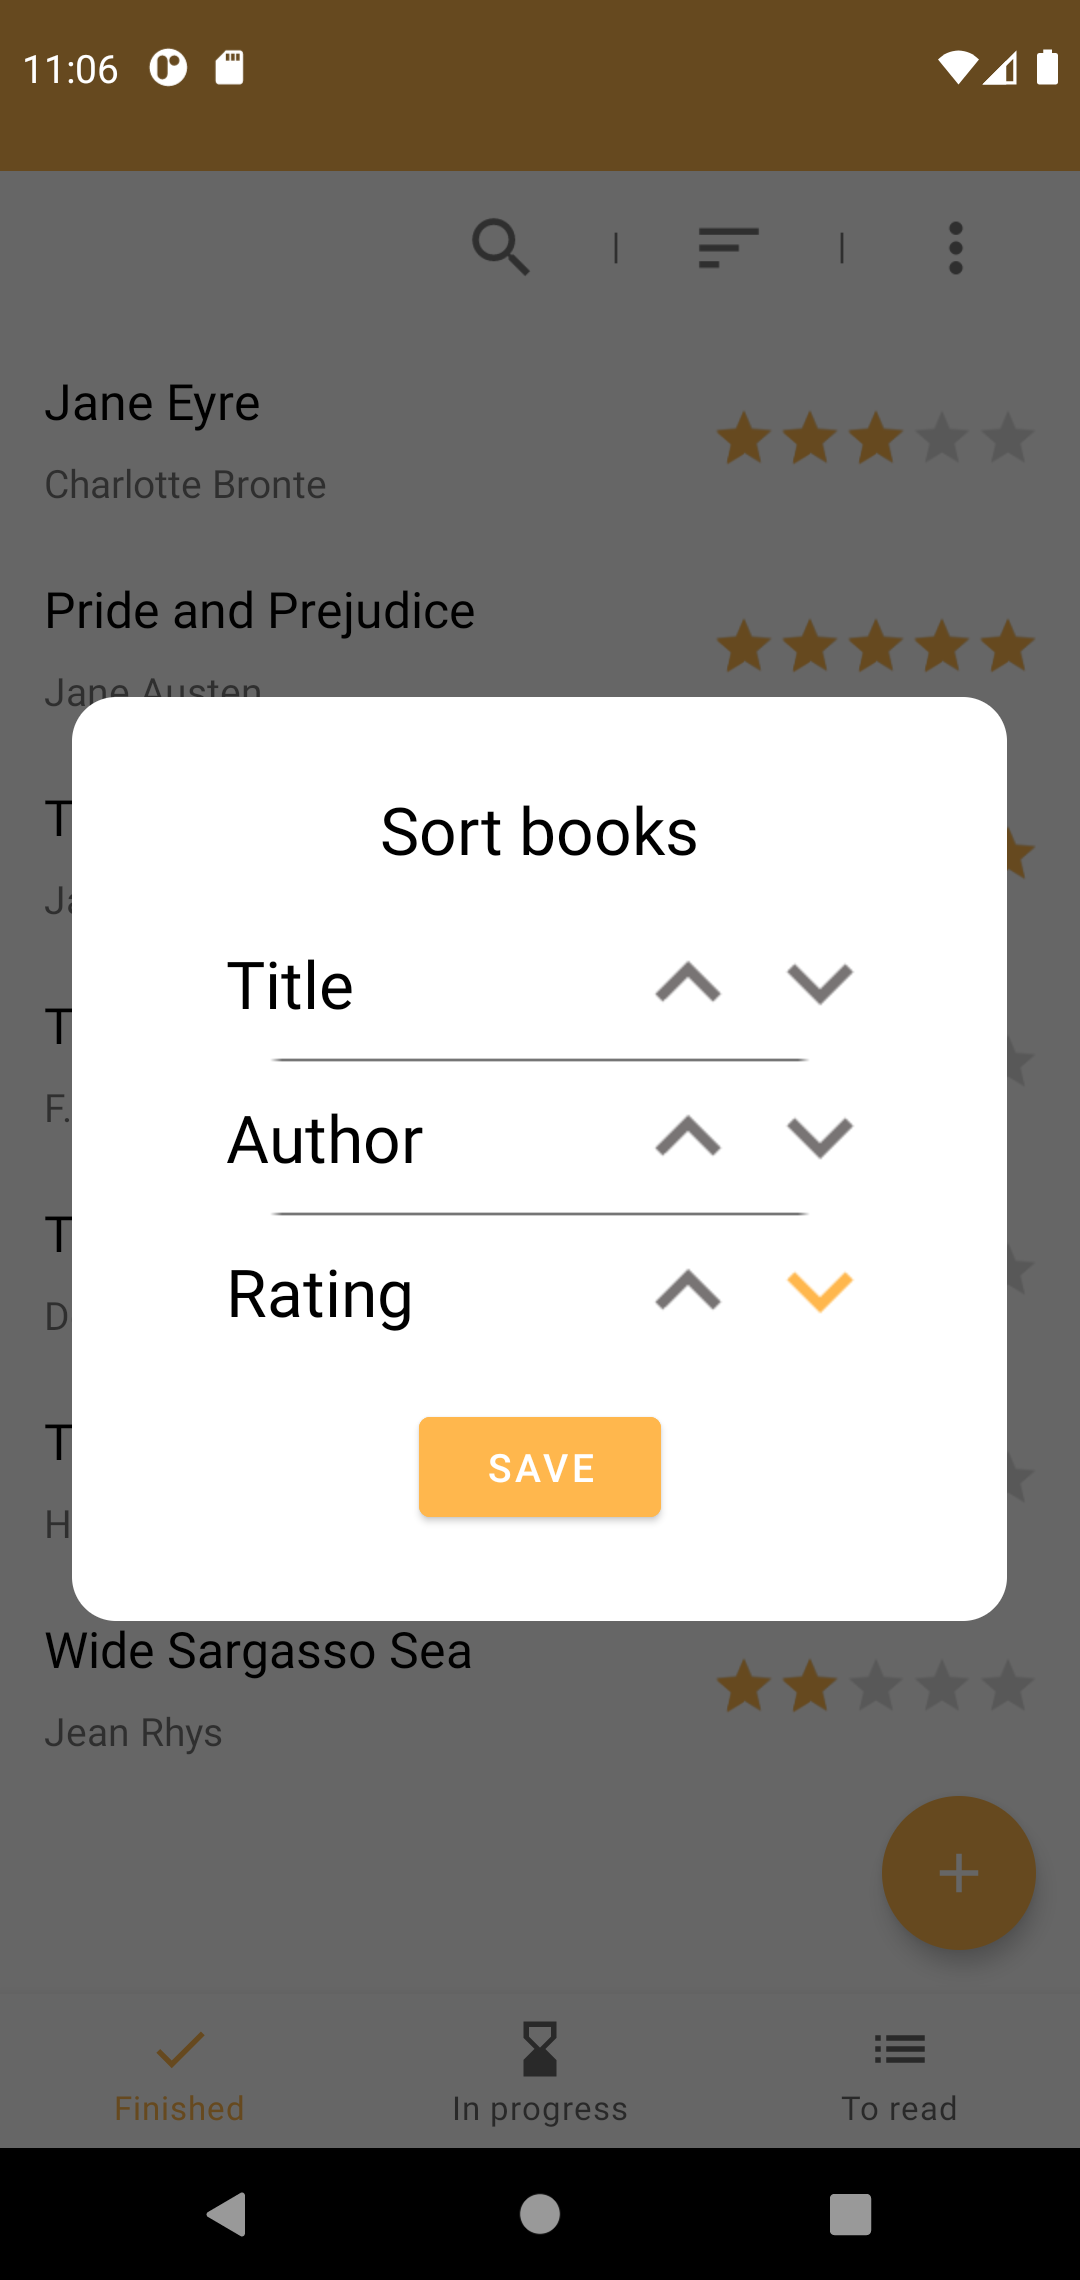 11:06
Jane Eyre
Charlotte Bronte
Pride and Prejudice
Jane Austen
Sort books
Title
Author
Rating
SAVE
Wide Sargasso Sea
Jean Rhys
Finished
In progress
To read